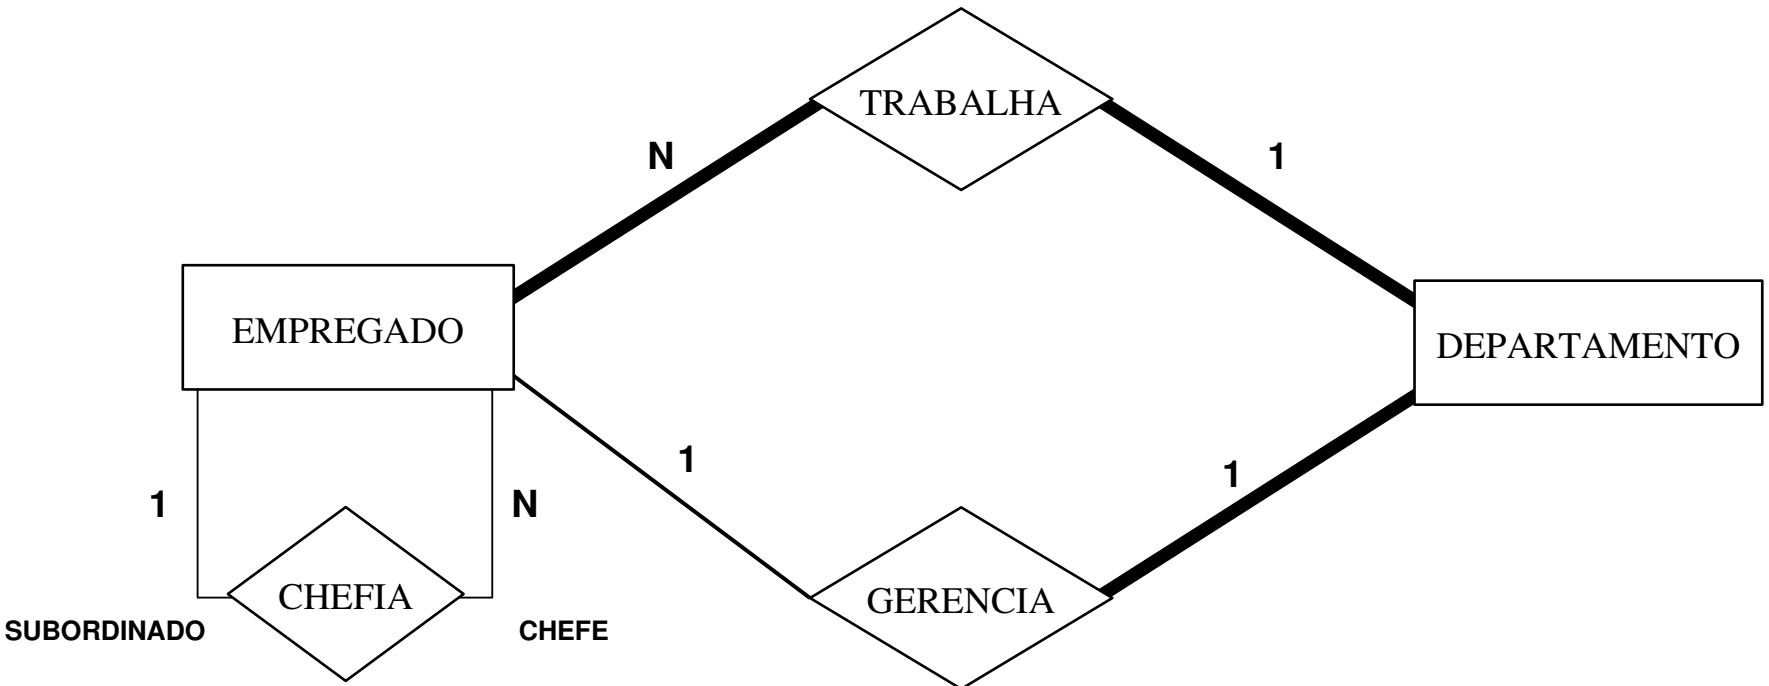 TRABALHA
N
1
EMPREGADO
DEPARTAMENTO
1
1
1
N
CHEFIA
GERENCIA
SUBORDINADO
CHEFE